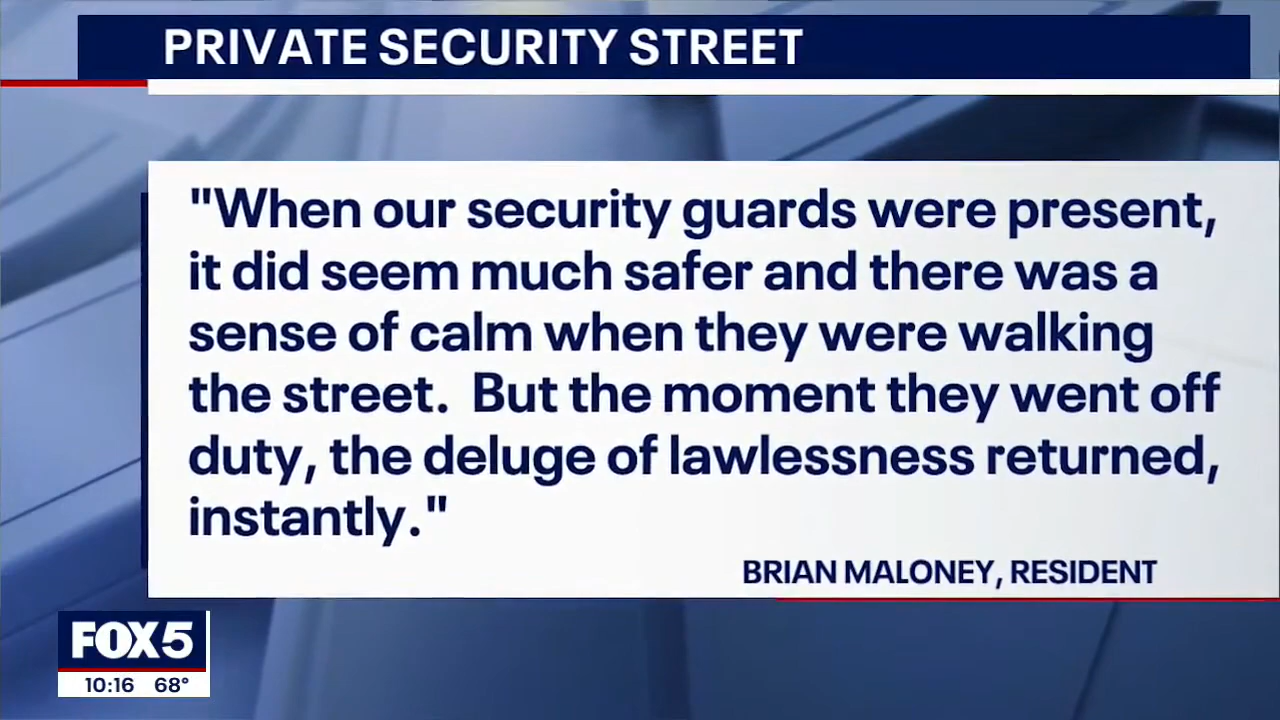 PRIVATE SECURITY STREET
"When our security guards were present,
it did seem much safer and there was a
sense of calm when they were walking
the street.  But the moment they went off
duty, the deluge of lawlessness returned,
instantly."
BRIAN MALONEY, RESIDENT
FOX5
10:16 68°